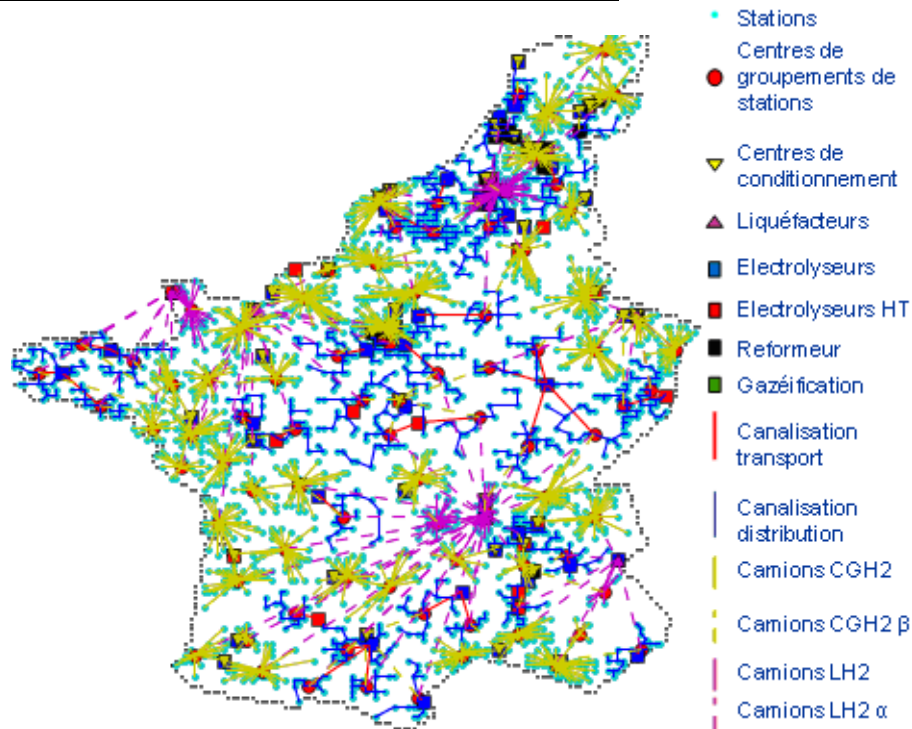 Stations
Centres de
groupements de
stations
Centres de
conditionnement
Liquéfacteurs
Electrolyseurs
Electrolyseurs HT
Reformeur
Gazéification
Canalisation
transport
Canalisation
distribution
Camions CGH2
Camions CGH2 β
Camions LH2
Camions LH2 α